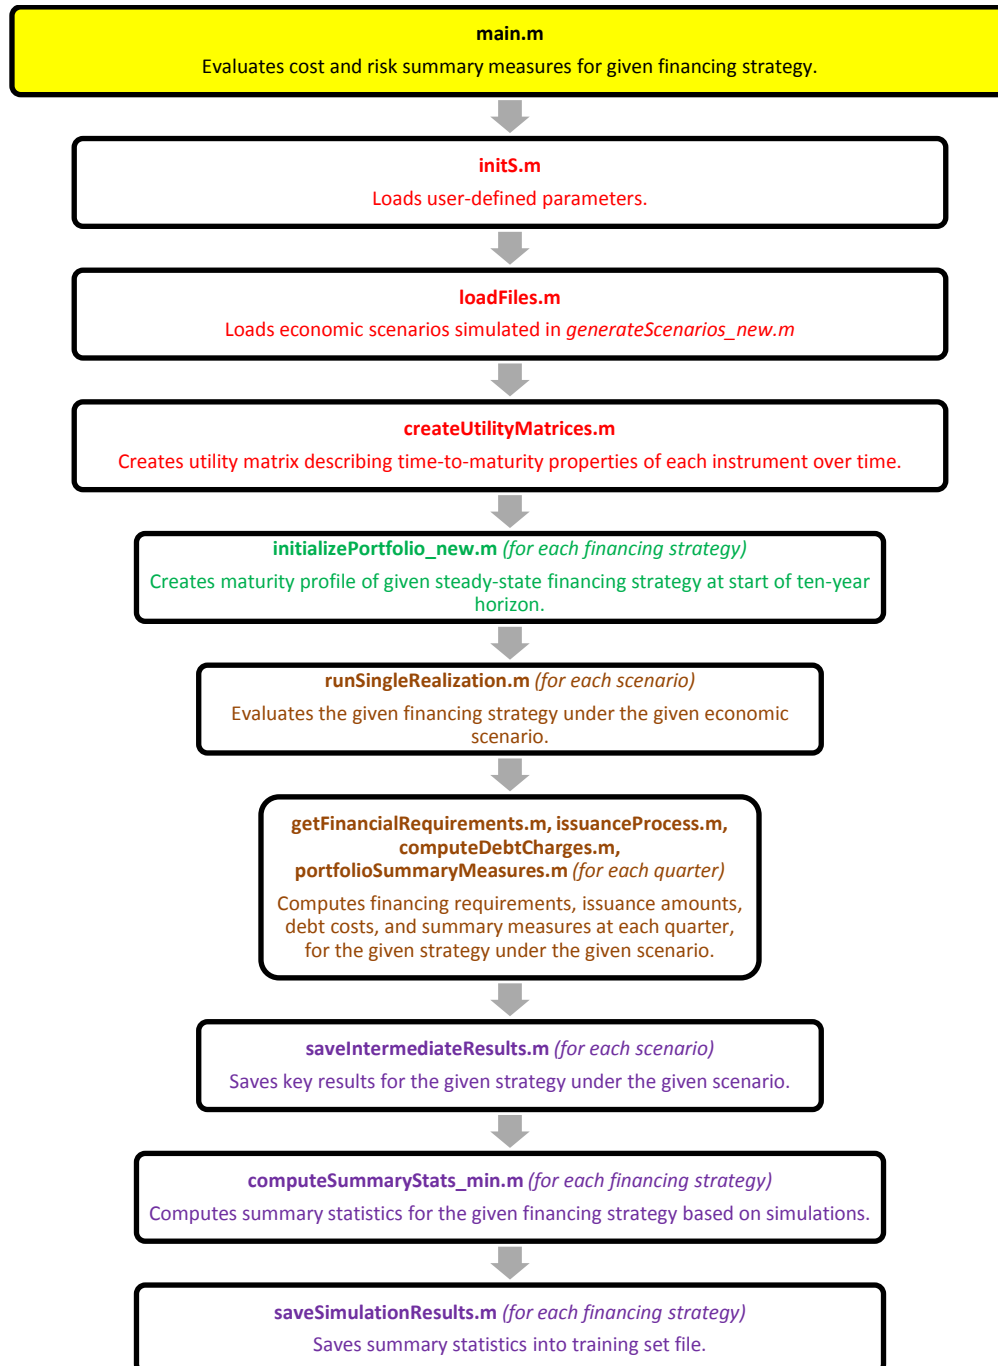 main.m
Evaluates cost and risk summary measures for given financing strategy.
initS.m
Loads user-defined parameters.
loadFiles.m
Loads economic scenarios simulated in generateScenarios_new.m
createUtilityMatrices.m
Creates utility matrix describing time-to-maturity properties of each instrument over time.
initializePortfolio_new.m (for each financing strategy)
Creates maturity profile of given steady-state financing strategy at start of ten-year
horizon.
runSingleRealization.m (for each scenario)
Evaluates the given financing strategy under the given economic
scenario.
getFinancialRequirements.m, issuanceProcess.m,
computeDebtCharges.m,
portfolioSummaryMeasures.m (for each quarter)
Computes financing requirements, issuance amounts,
debt costs, and summary measures at each quarter,
for the given strategy under the given scenario.
saveIntermediateResults.m (for each scenario)
Saves key results for the given strategy under the given scenario.
computeSummaryStats_min.m (for each financing strategy)
Computes summary statistics for the given financing strategy based on simulations.
saveSimulationResults.m (for each financing strategy)
Saves summary statistics into training set file.